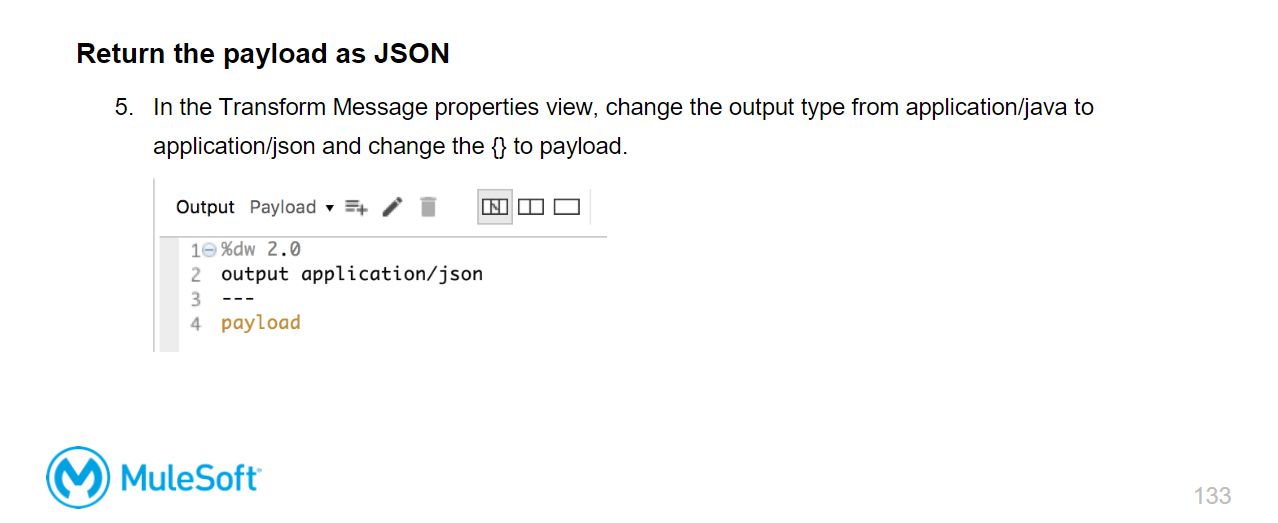 Return the payload as JSON
5. In the Transform Message properties view, change the output type from application/java to
application/json and change the {} to payload.
Output Payload
1 %dw 2.0
2 output application/json
3 ---
4 payload
MuleSoft
133